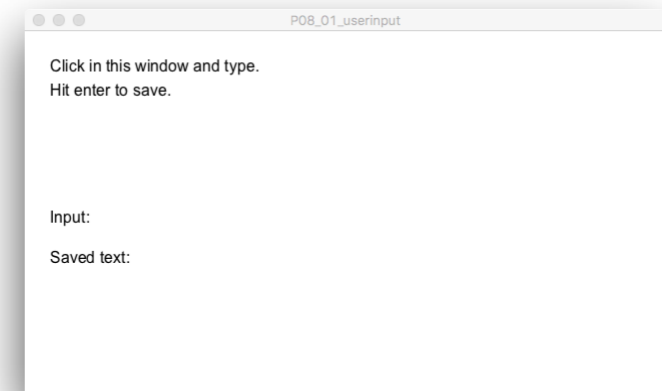 P08_01_userinput
Click in this window and type.
Hit enter to save.
Input:
Saved text: